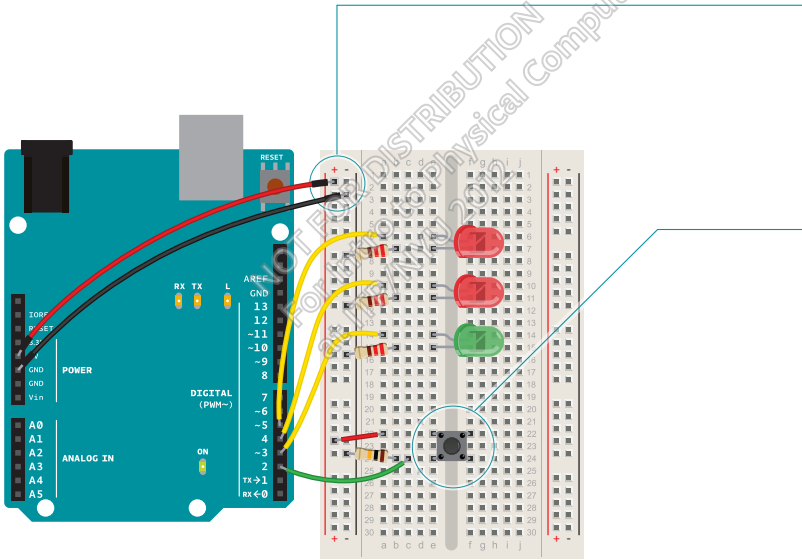 NOT FOR DISTRIBUTION
For Intro to Physical
at ITP/NYU 2012
RESET
+ -
a b c d e
f g h i j
+ -
RX TX L
AREF
GND
13
12
~11
~10
~9
8
7
~6
~5
4
~3
2
TX→1
RX←0
DIGITAL
(PWM~)
IOREF
RESET
3.3V
GND
GND
Vin
POWER
A0
A1
A2
A3
A4
A5
ANALOG IN
ON
1
2
3
4
5
6
7
8
9
10
11
12
13
14
15
16
17
18
19
20
21
22
23
24
25
26
27
28
29
30
+ -
a b c d e
f g h i j
+ -